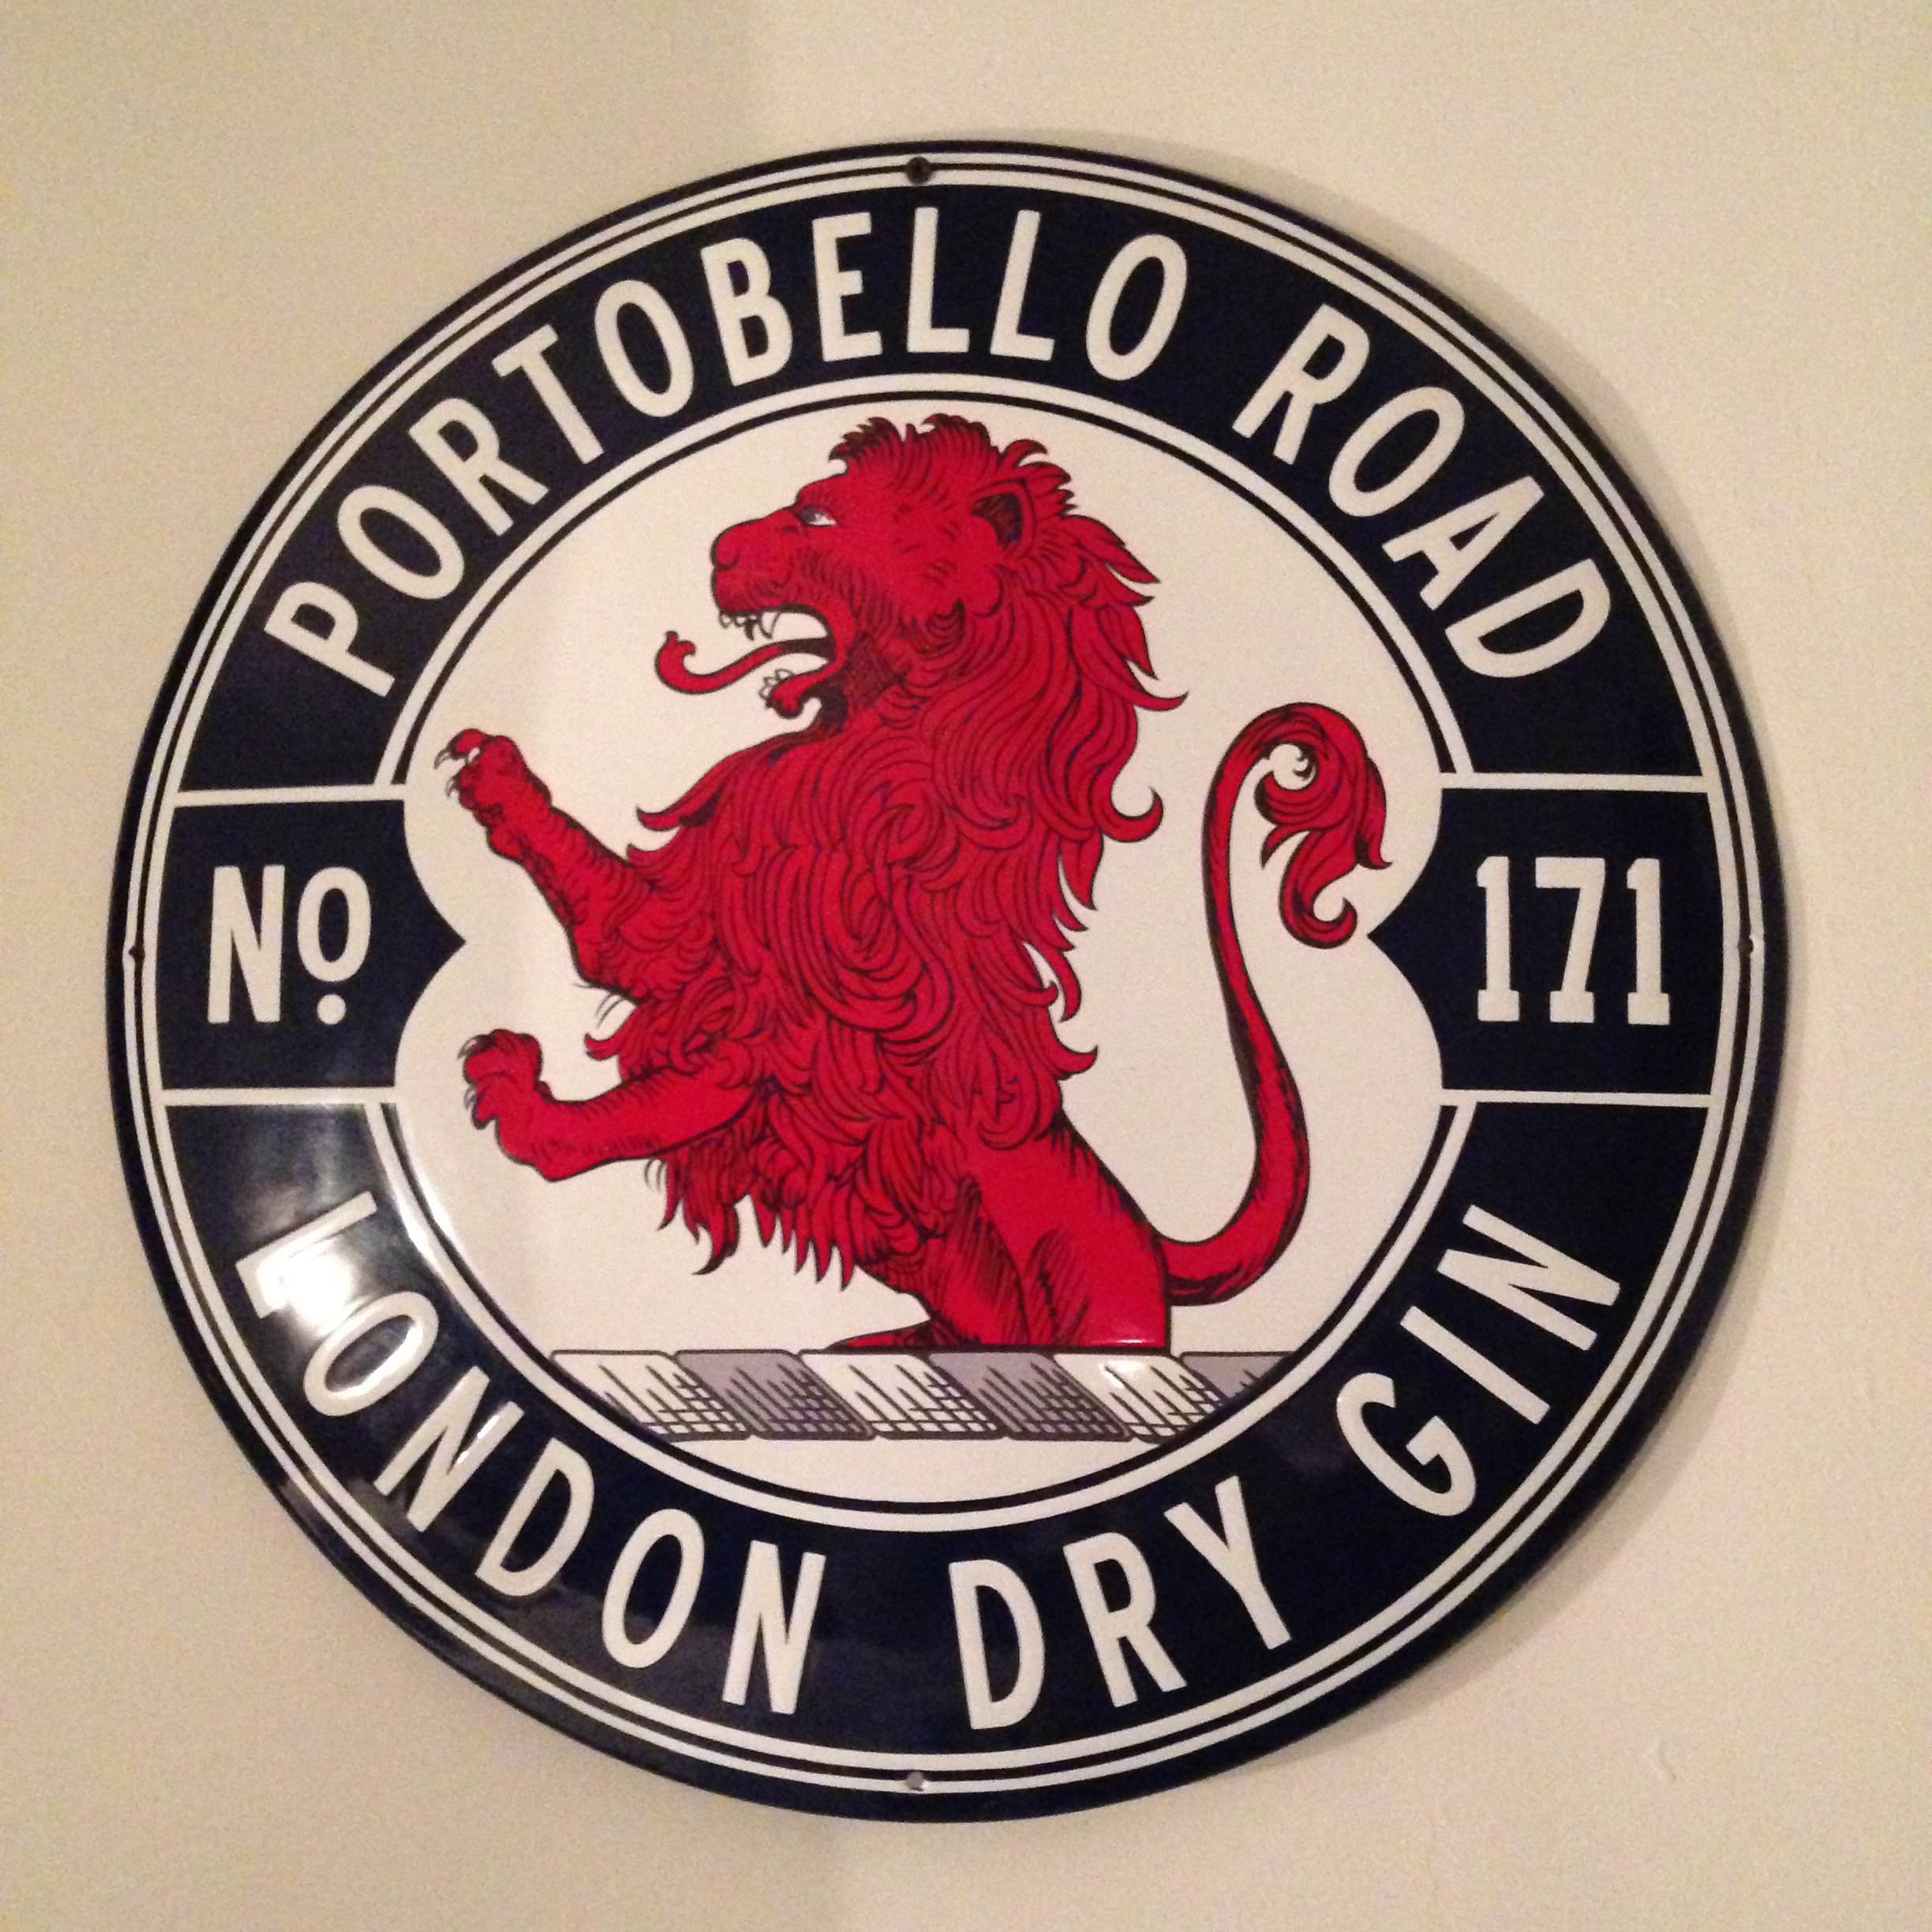 PORTOBELLO ROAD
Nº 171
LONDON DRY GIN